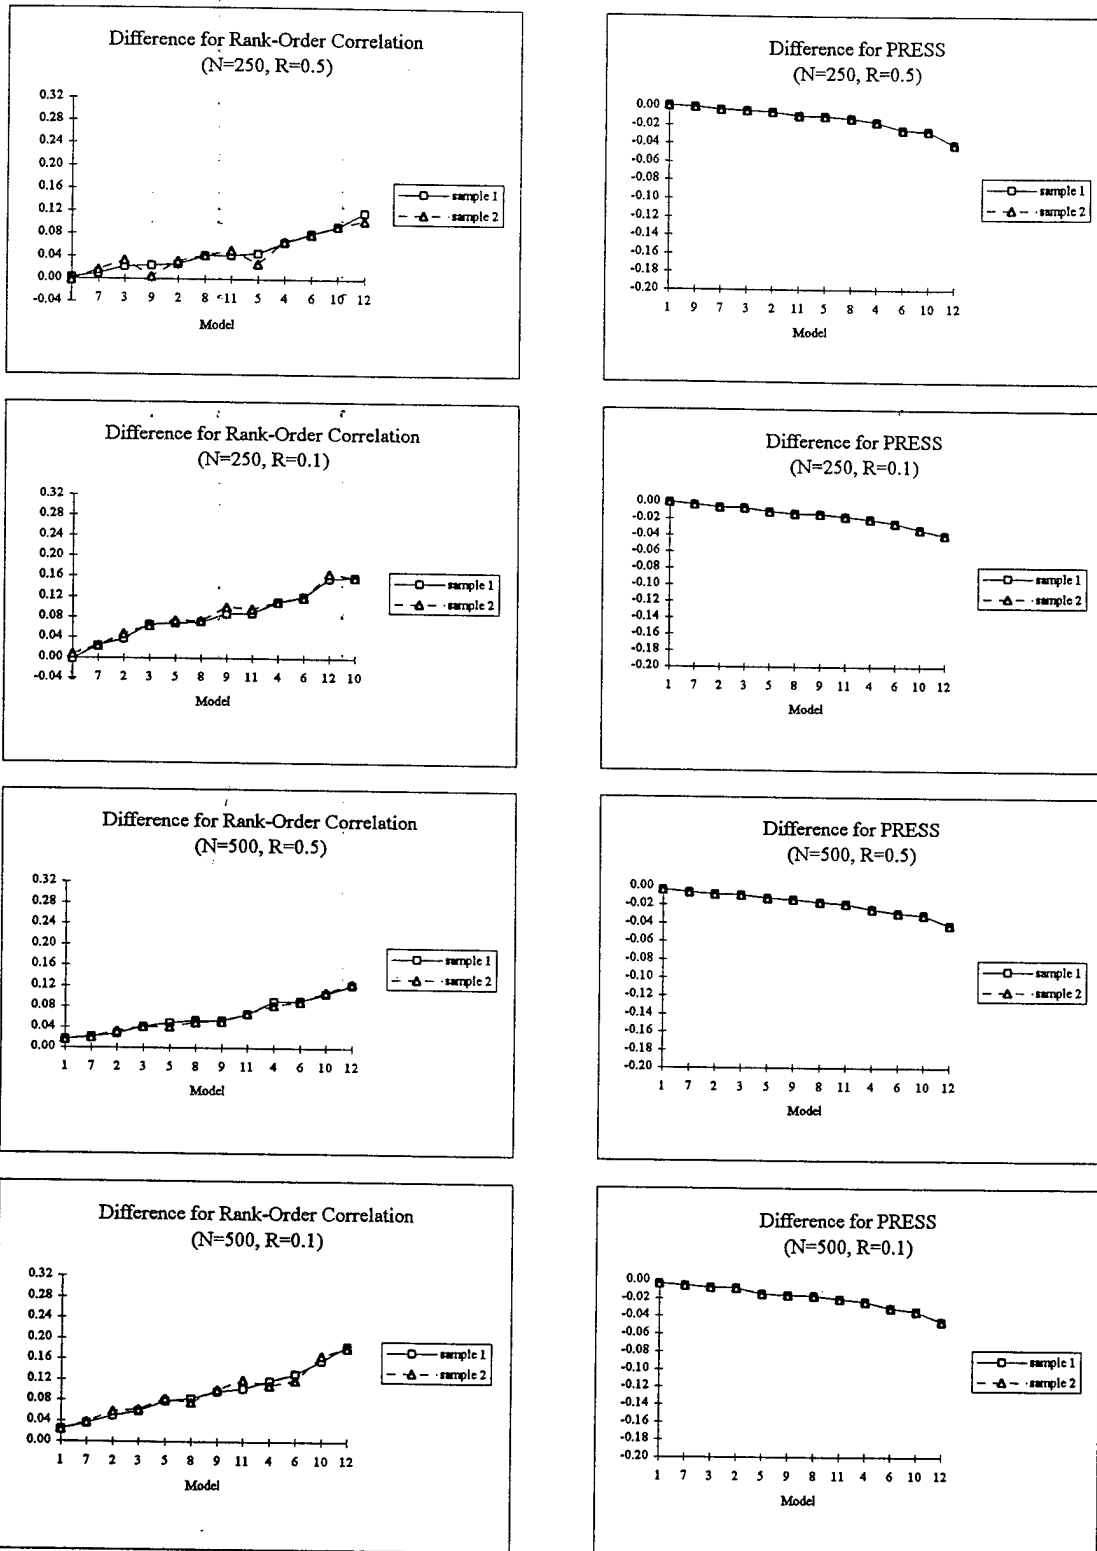 Difference for Rank-Order Correlation
(N=250, R=0.5)
0.32
0.28
0.24
0.20
0.16
0.12
0.08
0.04
0.00
-0.04
1 7 3 9 2 8 11 5 4 6 10 12
Model
sample 1
sample 2
Difference for PRESS
(N=250, R=0.5)
0.00
-0.02
-0.04
-0.06
-0.08
-0.10
-0.12
-0.14
-0.16
-0.18
-0.20
1 9 7 3 2 11 5 8 4 6 10 12
Model
sample 1
sample 2
Difference for Rank-Order Correlation
(N=250, R=0.1)
0.32
0.28
0.24
0.20
0.16
0.12
0.08
0.04
0.00
-0.04
1 7 2 3 5 8 9 11 4 6 12 10
Model
sample 1
sample 2
Difference for PRESS
(N=250, R=0.1)
0.00
-0.02
-0.04
-0.06
-0.08
-0.10
-0.12
-0.14
-0.16
-0.18
-0.20
1 7 2 3 5 8 9 11 4 6 10 12
Model
sample 1
sample 2
Difference for Rank-Order Correlation
(N=500, R=0.5)
0.32
0.28
0.24
0.20
0.16
0.12
0.08
0.04
0.00
1 7 2 3 5 8 9 11 4 6 10 12
Model
sample 1
sample 2
Difference for PRESS
(N=500, R=0.5)
0.00
-0.02
-0.04
-0.06
-0.08
-0.10
-0.12
-0.14
-0.16
-0.18
-0.20
1 7 2 3 5 9 8 11 4 6 10 12
Model
sample 1
sample 2
Difference for Rank-Order Correlation
(N=500, R=0.1)
0.32
0.28
0.24
0.20
0.16
0.12
0.08
0.04
0.00
1 7 2 3 5 8 9 11 4 6 10 12
Model
sample 1
sample 2
Difference for PRESS
(N=500, R=0.1)
0.00
-0.02
-0.04
-0.06
-0.08
-0.10
-0.12
-0.14
-0.16
-0.18
-0.20
1 7 3 2 5 9 8 11 4 6 10 12
Model
sample 1
sample 2